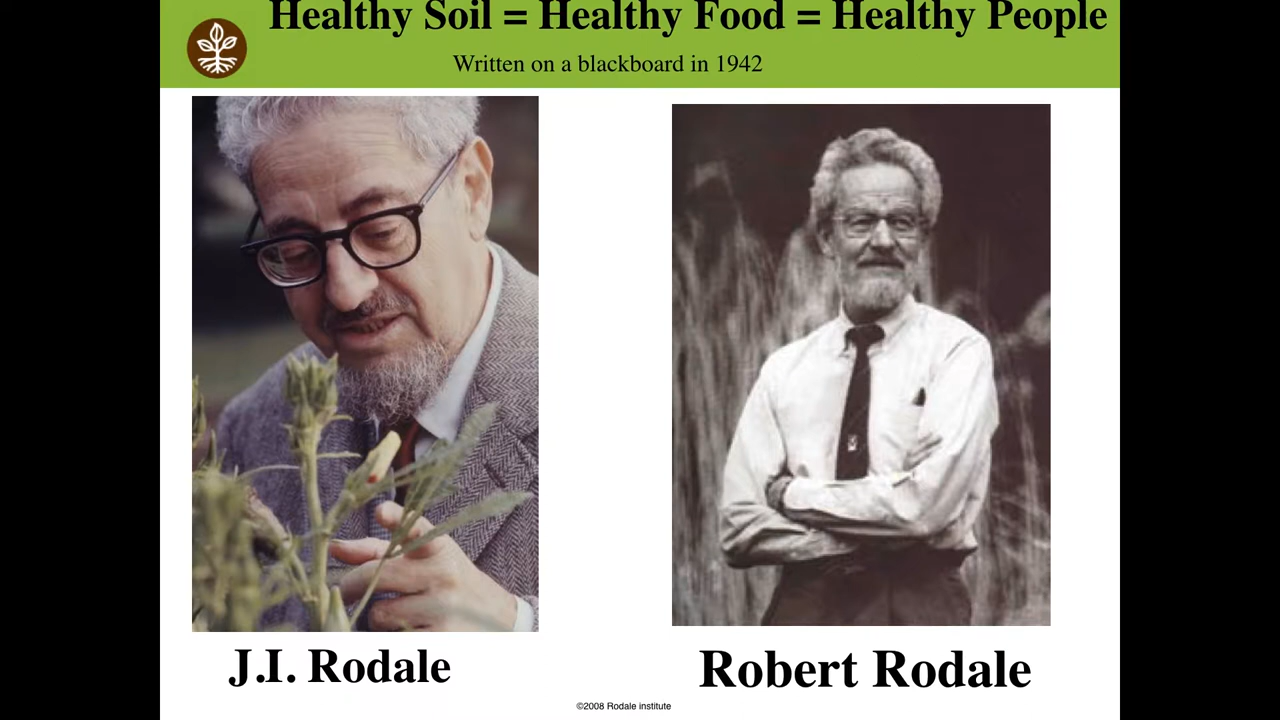 Healthy Soil = Healthy Food = Healthy People
Written on a blackboard in 1942
J.I. Rodale
Robert Rodale
©2008 Rodale institute